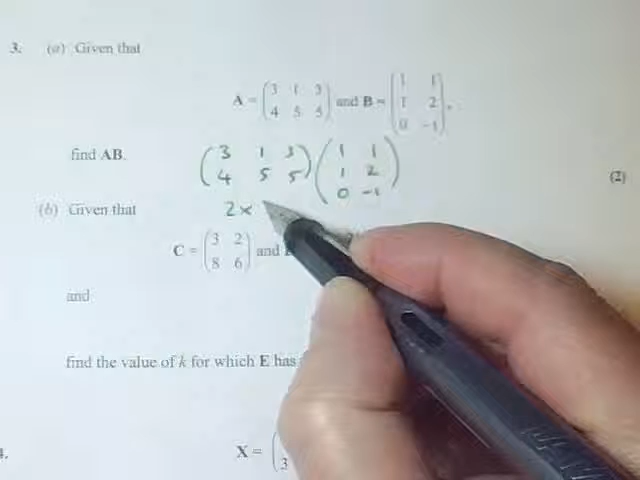 3. (a) Given that
A = ( 3 1 3
4 5 5 ) and B = ( 1 1
1 2
0 -1 ) ,
find AB.
( 3 1 3
4 5 5 ) ( 1 1
1 2
0 -1 )
(2)
(b) Given that
2x
C = ( 3 2
8 6 ) and
and
find the value of k for which E has
4.
X = (
3